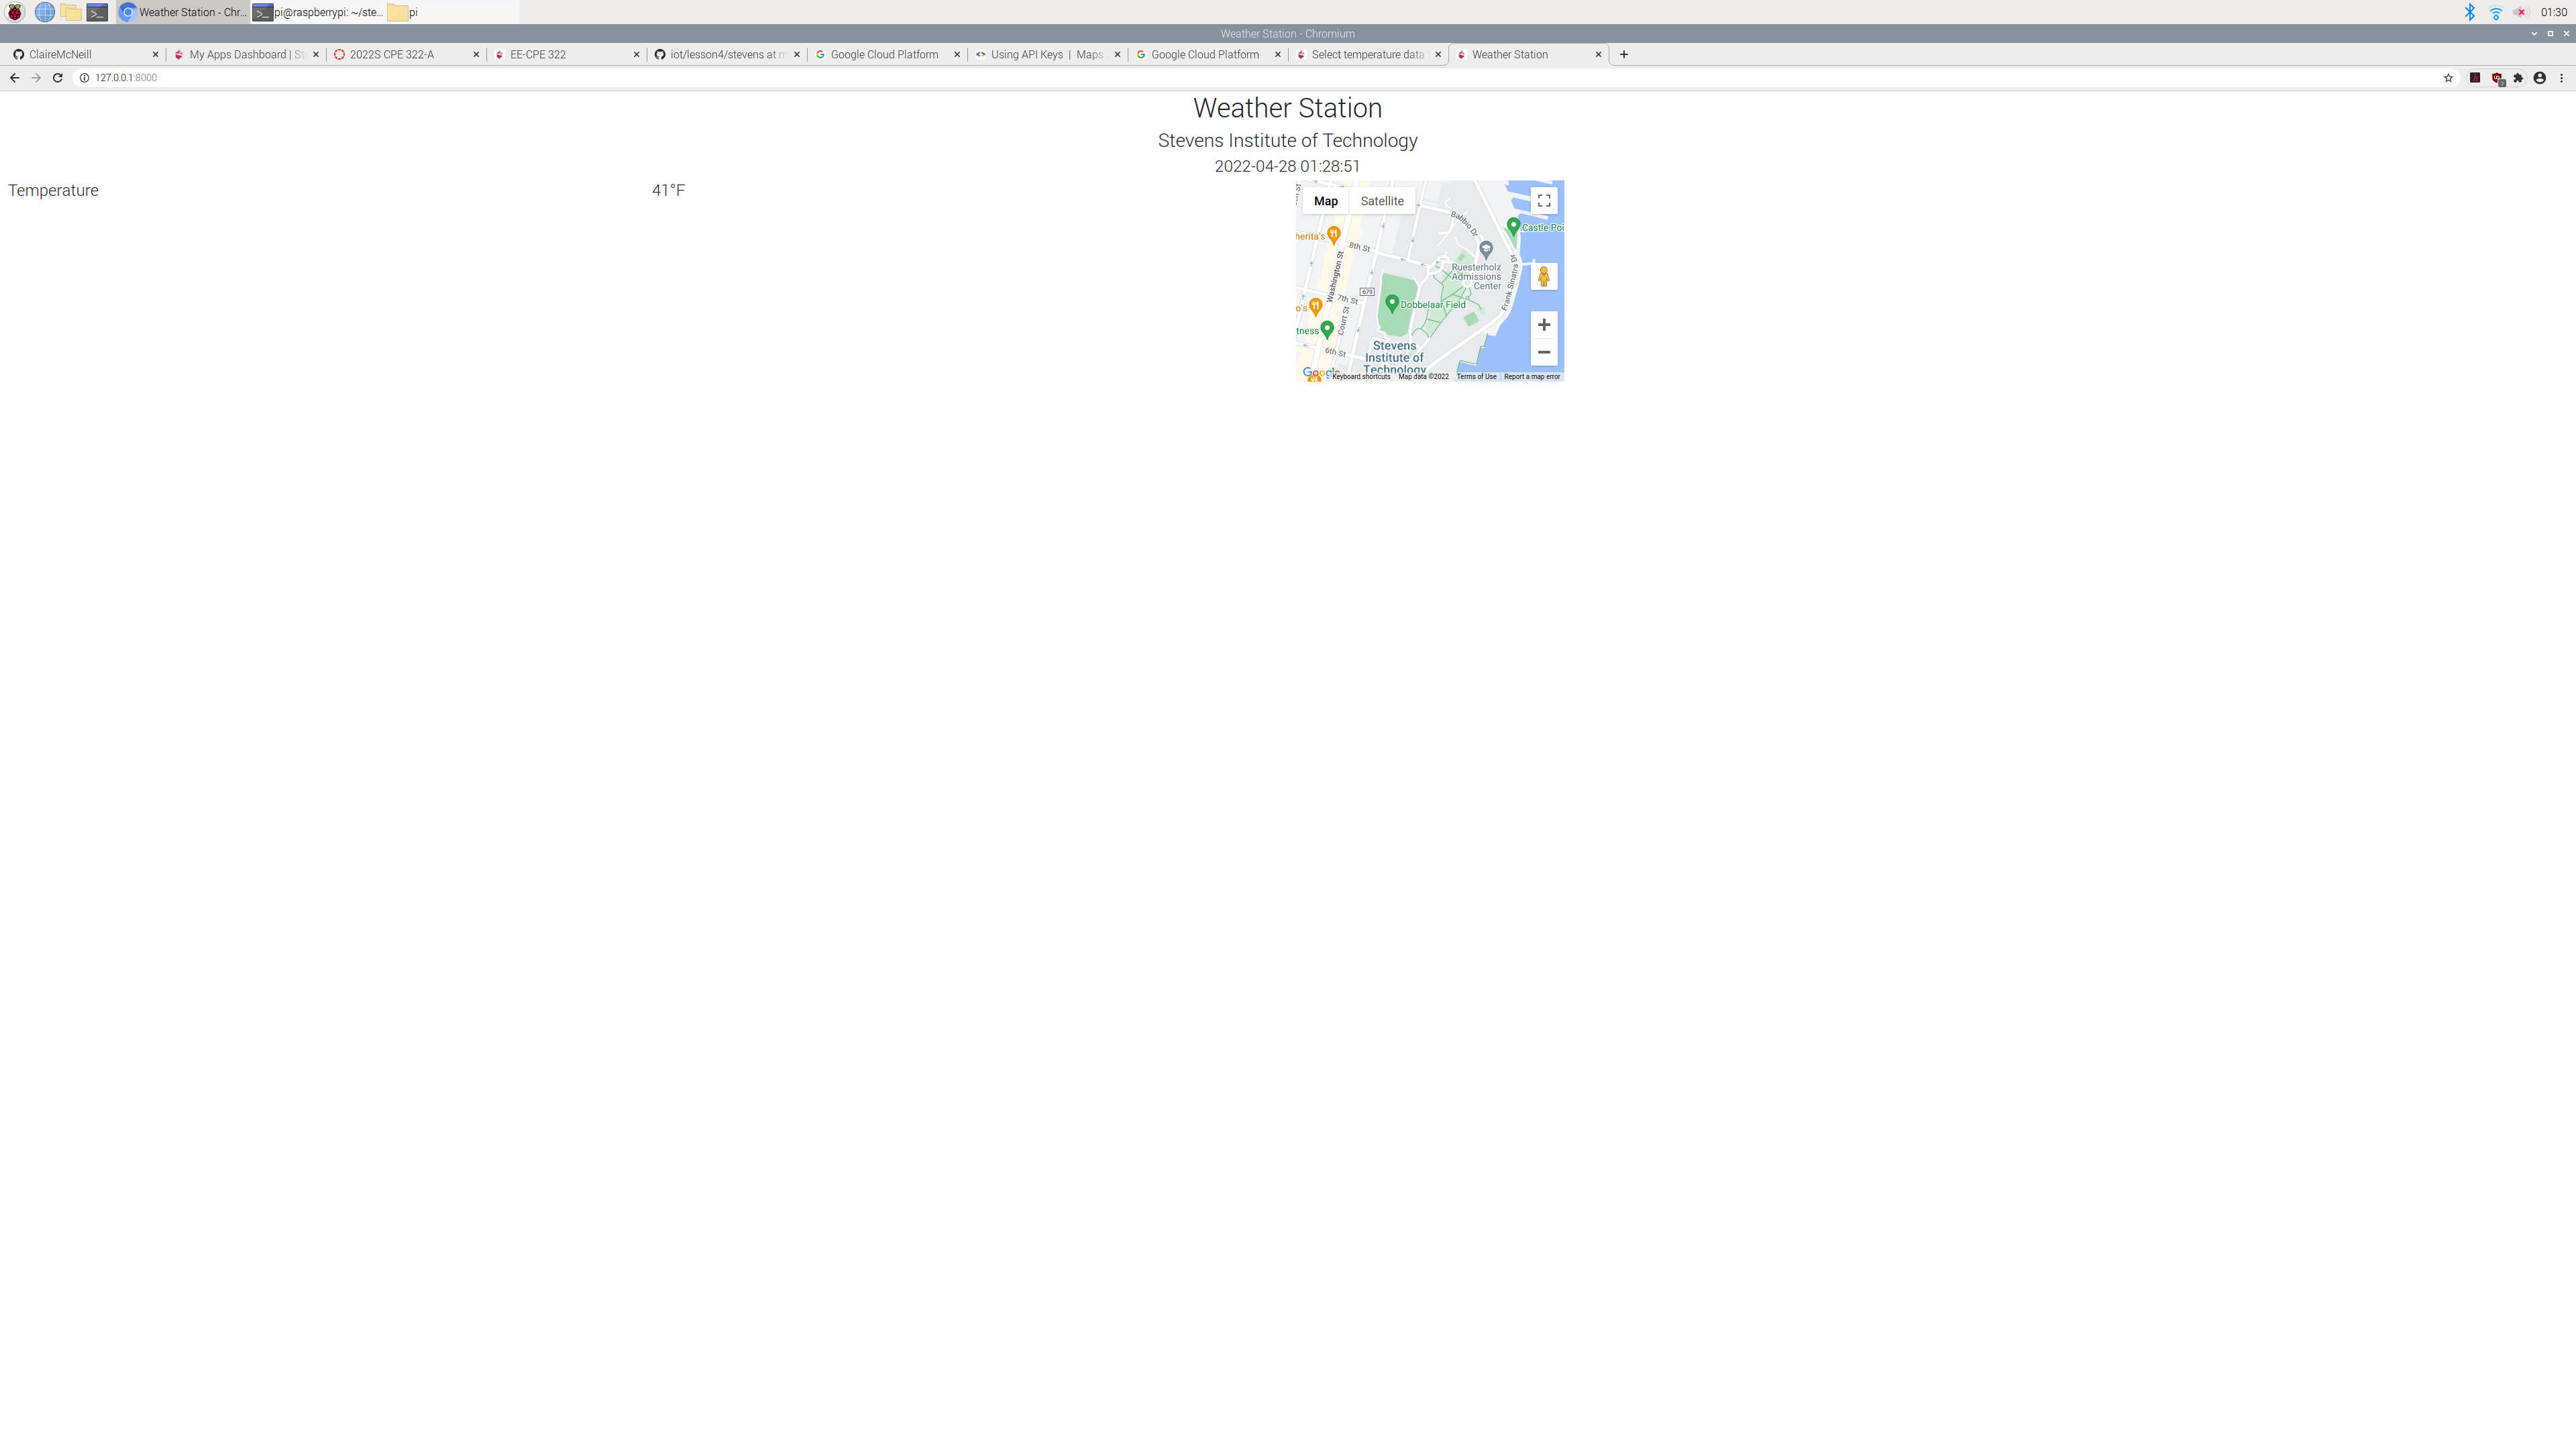 Weather Station - Chr... pi@raspberrypi: ~/ste... pi 01:30
Weather Station - Chromium
ClaireMcNeill My Apps Dashboard | St 2022S CPE 322-A EE-CPE 322 iot/lesson4/stevens at m Google Cloud Platform Using API Keys | Maps Google Cloud Platform Select temperature data Weather Station
127.0.0.1:8000
Weather Station
Stevens Institute of Technology
2022-04-28 01:28:51
Temperature 41°F
Map Satellite
Babbio Dr
Castle Poi
herita's
8th St
Washington St
Ruesterholz
Admissions
Center
Frank Sinatra Dr
679
7th St
Dobbelaar Field
o's
Court St
tness
6th St
Stevens
Institute of
Technology
Google
Keyboard shortcuts Map data ©2022 Terms of Use Report a map error